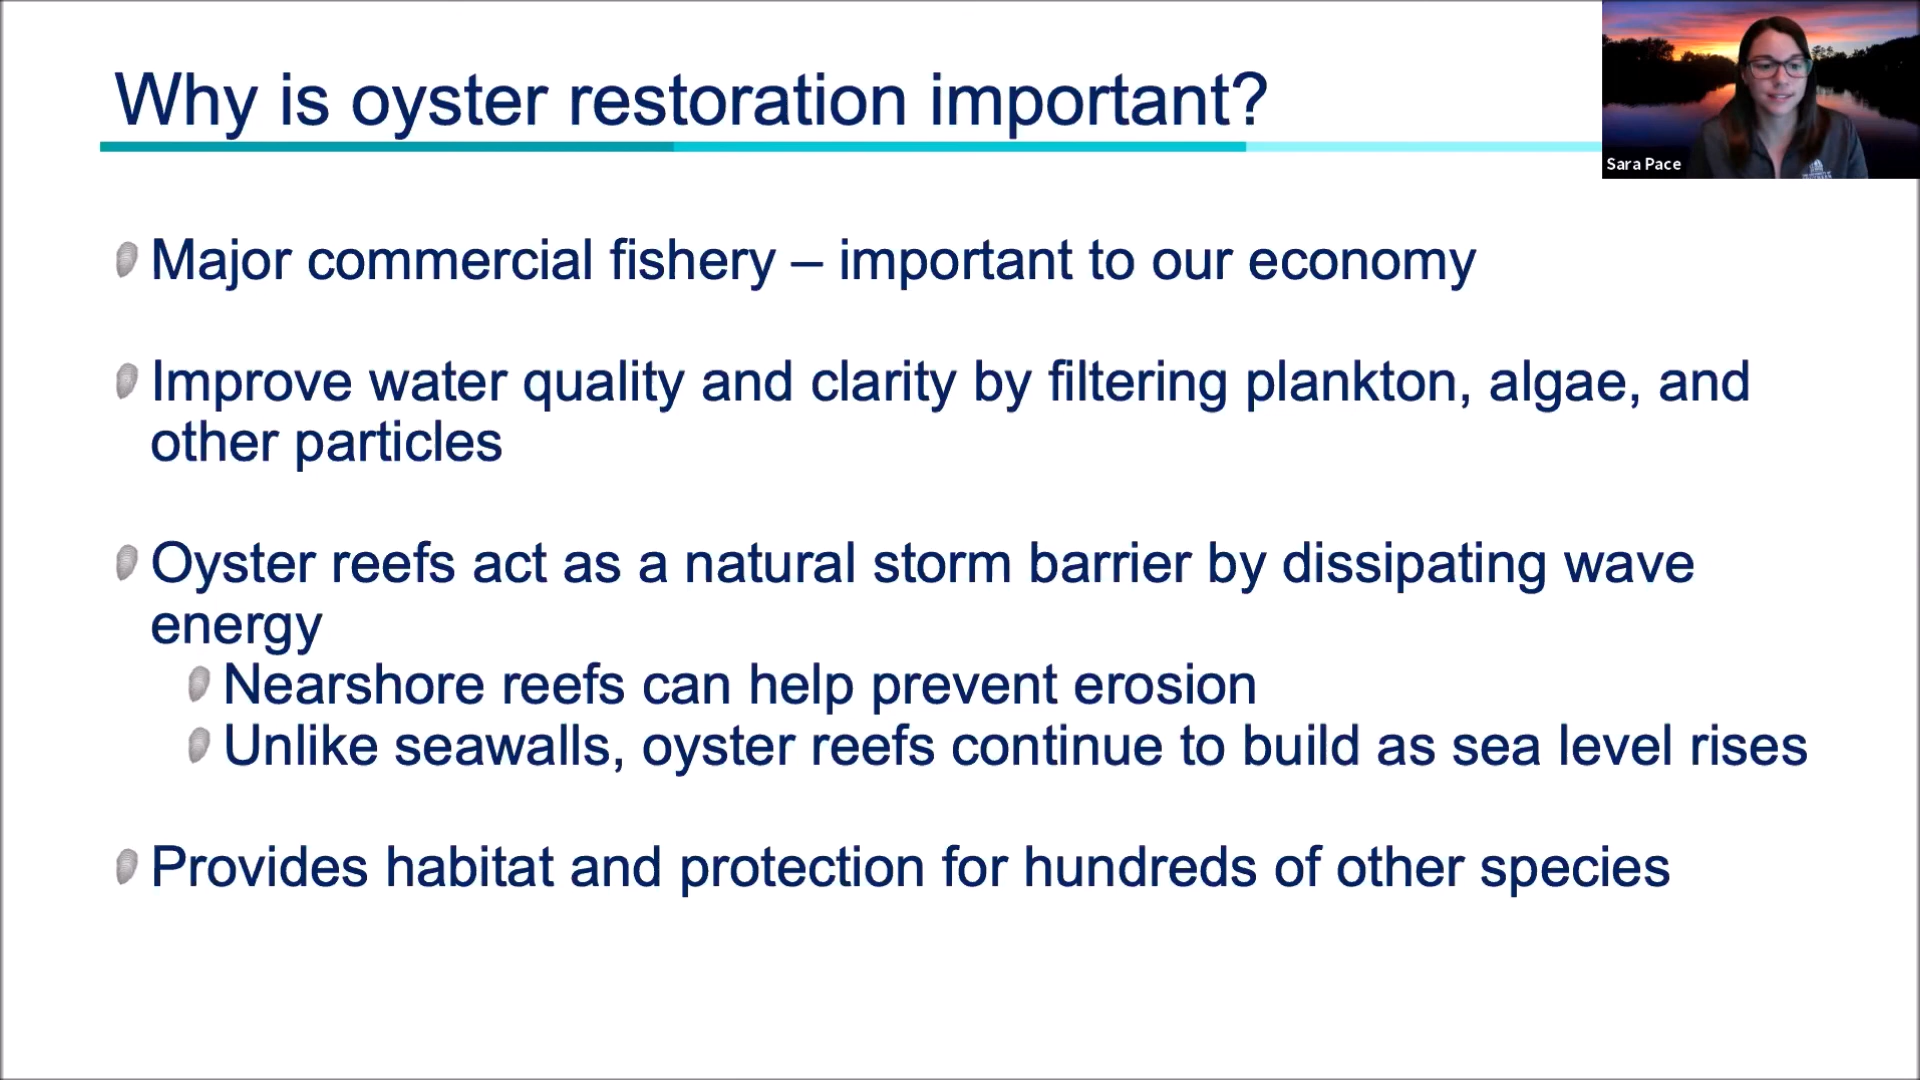 Why is oyster restoration important?
Sara Pace
Major commercial fishery – important to our economy
Improve water quality and clarity by filtering plankton, algae, and
other particles
Oyster reefs act as a natural storm barrier by dissipating wave
energy
Nearshore reefs can help prevent erosion
Unlike seawalls, oyster reefs continue to build as sea level rises
Provides habitat and protection for hundreds of other species